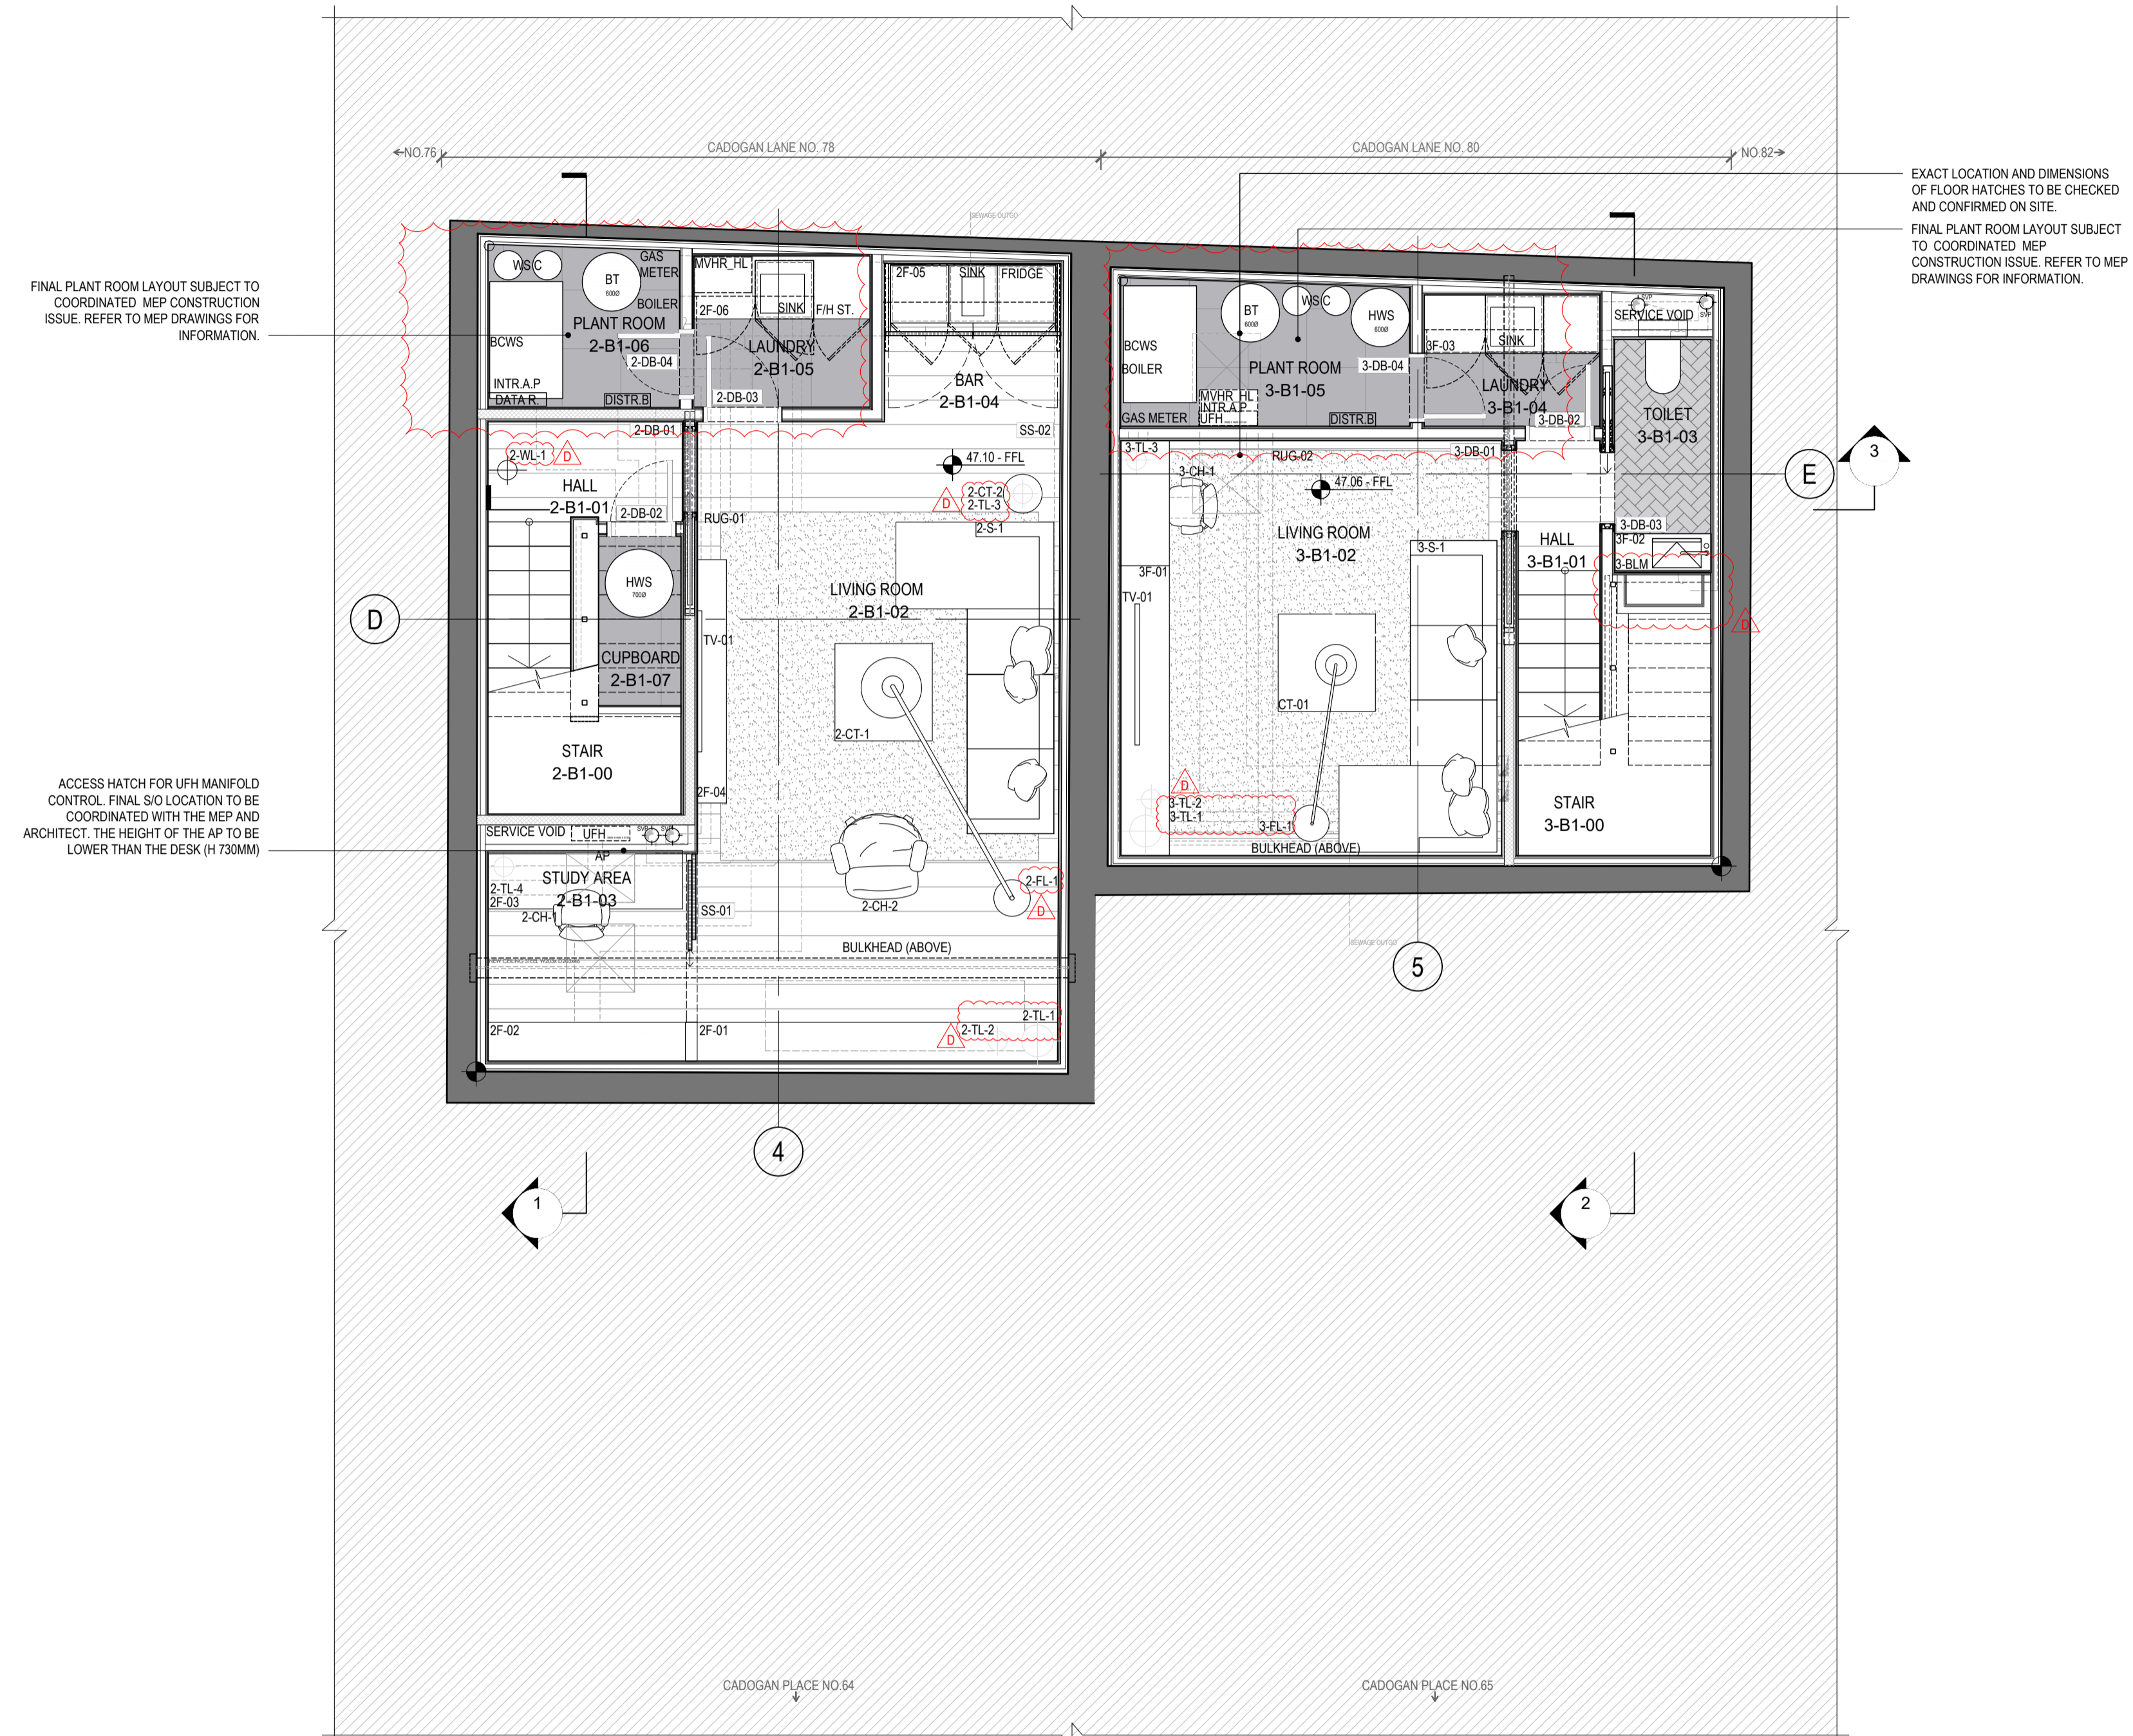 ←NO.76
CADOGAN LANE NO. 78
CADOGAN LANE NO. 80
NO.82→
EXACT LOCATION AND DIMENSIONS
OF FLOOR HATCHES TO BE CHECKED
AND CONFIRMED ON SITE.
FINAL PLANT ROOM LAYOUT SUBJECT
TO COORDINATED MEP
CONSTRUCTION ISSUE. REFER TO MEP
DRAWINGS FOR INFORMATION.
FINAL PLANT ROOM LAYOUT SUBJECT TO
COORDINATED MEP CONSTRUCTION
ISSUE. REFER TO MEP DRAWINGS FOR
INFORMATION.
ACCESS HATCH FOR UFH MANIFOLD
CONTROL. FINAL S/O LOCATION TO BE
COORDINATED WITH THE MEP AND
ARCHITECT. THE HEIGHT OF THE AP TO BE
LOWER THAN THE DESK (H 730MM)
SEWAGE OUTGO
WS C
BT
600Ø
GAS
METER
BOILER
PLANT ROOM
2-B1-06
BCWS
INTR.A.P
DATA R.
DISTR.B
2-DB-04
MVHR_HL
2F-06
SINK
F/H ST.
LAUNDRY
2-B1-05
2-DB-03
2F-05
SINK
FRIDGE
BAR
2-B1-04
SS-02
2-DB-01
2-WL-1
D
HALL
2-B1-01
2-DB-02
47.10 - FFL
2-CT-2
2-TL-3
D
2-S-1
RUG-01
HWS
700Ø
CUPBOARD
2-B1-07
LIVING ROOM
2-B1-02
TV-01
2-CT-1
STAIR
2-B1-00
2F-04
SERVICE VOID
UFH
SVP
SVP
AP
STUDY AREA
2-B1-03
2-TL-4
2F-03
2-CH-1
SS-01
2-CH-2
2-FL-1
D
BULKHEAD (ABOVE)
2F-02
2F-01
2-TL-1
2-TL-2
D
BCWS
BOILER
BT
600Ø
WS C
HWS
600Ø
PLANT ROOM
3-B1-05
3-DB-04
MVHR_HL
INTR.A.P
UFH
GAS METER
DISTR.B
3F-03
SINK
LAUNDRY
3-B1-04
3-DB-02
SERVICE VOID
SVP
SVP
TOILET
3-B1-03
3-TL-3
RUG-02
3-DB-01
3-CH-1
47.06 - FFL
LIVING ROOM
3-B1-02
3-S-1
3-DB-03
3F-02
HALL
3-B1-01
3-BLM
D
3F-01
TV-01
CT-01
D
3-TL-2
3-TL-1
3-FL-1
BULKHEAD (ABOVE)
STAIR
3-B1-00
SEWAGE OUTGO
D
E
3
4
5
1
2
CADOGAN PLACE NO.64
CADOGAN PLACE NO.65